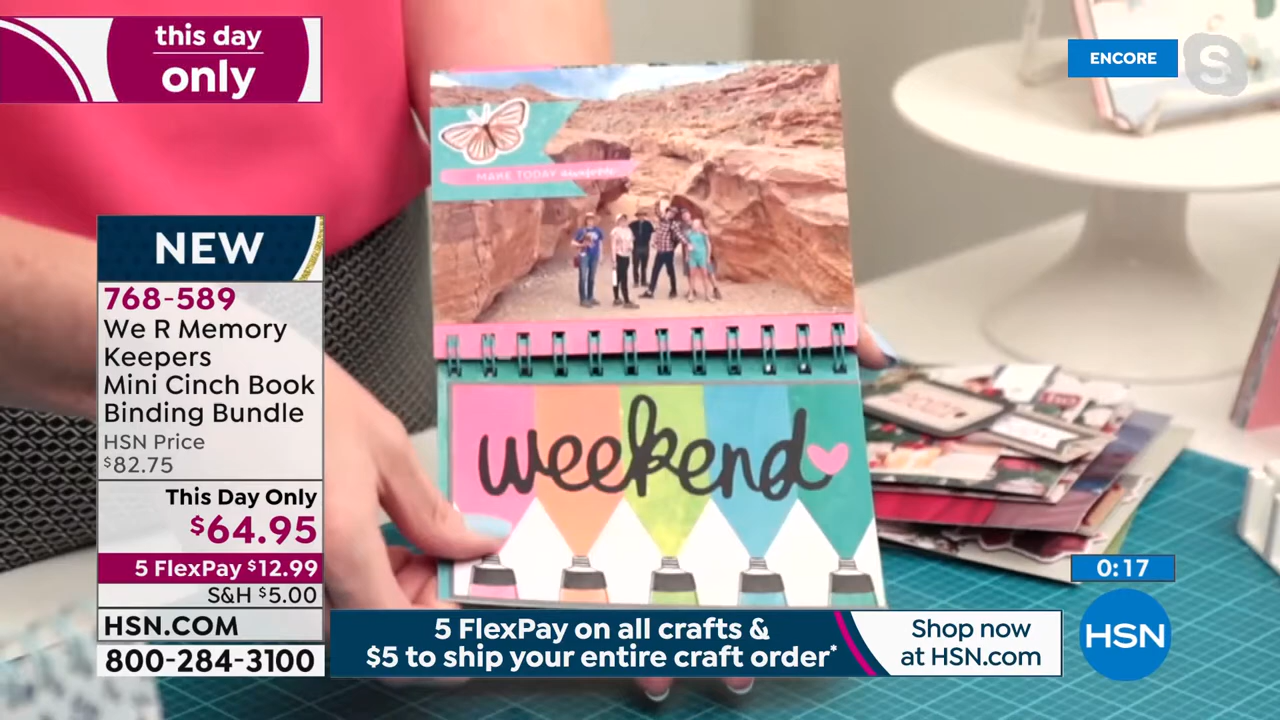 this day
only
ENCORE
S
MAKE TODAY
NEW
768-589
We R Memory
Keepers
Mini Cinch Book
Binding Bundle
HSN Price
$82.75
This Day Only
$64.95
5 FlexPay $12.99
S&H $5.00
HSN.COM
800-284-3100
weekend
0:17
5 FlexPay on all crafts &
$5 to ship your entire craft order*
Shop now
at HSN.com
HSN